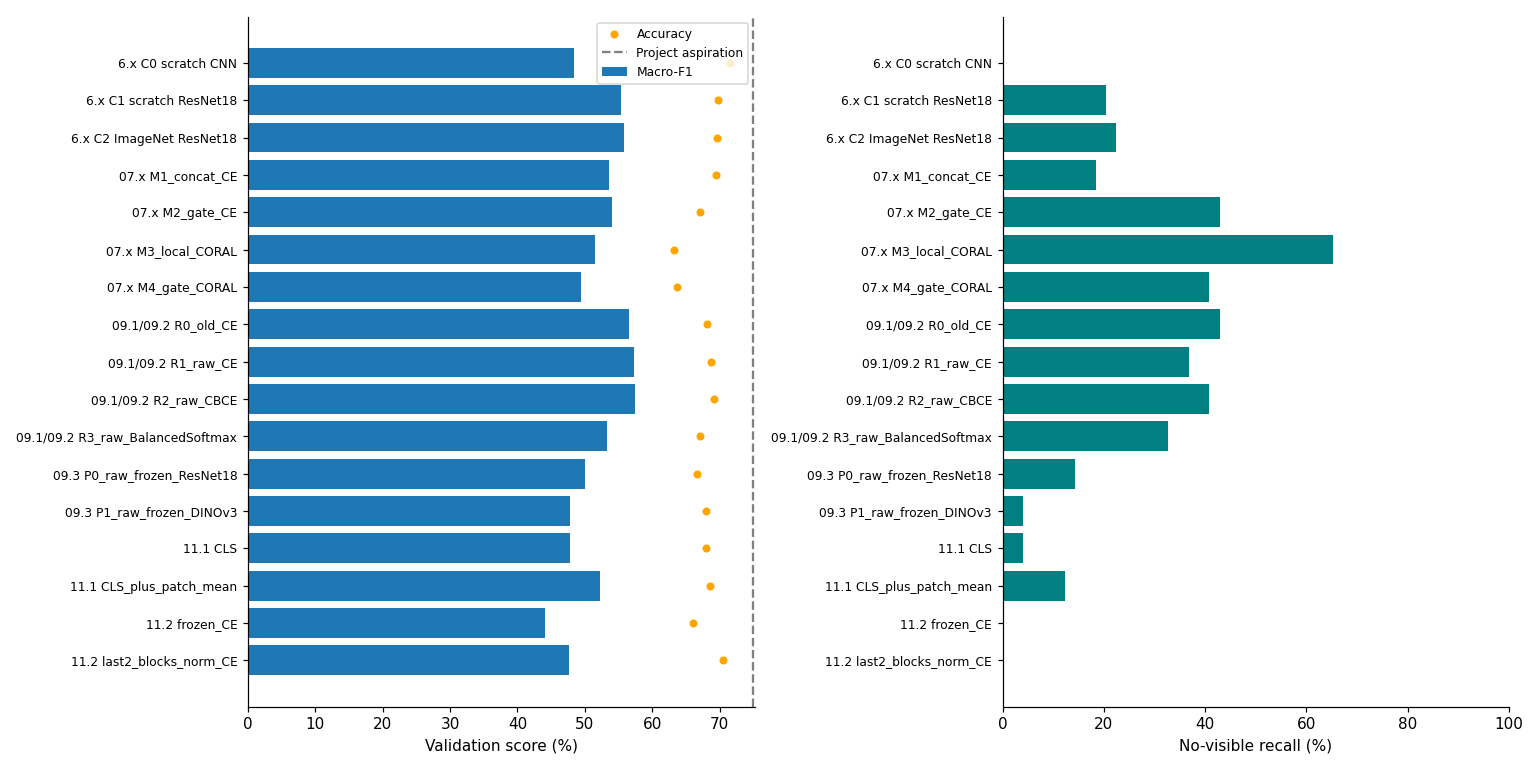 Accuracy
Project aspiration
Macro-F1
6.x C0 scratch CNN
6.x C1 scratch ResNet18
6.x C2 ImageNet ResNet18
07.x M1_concat_CE
07.x M2_gate_CE
07.x M3_local_CORAL
07.x M4_gate_CORAL
09.1/09.2 R0_old_CE
09.1/09.2 R1_raw_CE
09.1/09.2 R2_raw_CBCE
09.1/09.2 R3_raw_BalancedSoftmax
09.3 P0_raw_frozen_ResNet18
09.3 P1_raw_frozen_DINOv3
11.1 CLS
11.1 CLS_plus_patch_mean
11.2 frozen_CE
11.2 last2_blocks_norm_CE
0 10 20 30 40 50 60 70
Validation score (%)
6.x C0 scratch CNN
6.x C1 scratch ResNet18
6.x C2 ImageNet ResNet18
07.x M1_concat_CE
07.x M2_gate_CE
07.x M3_local_CORAL
07.x M4_gate_CORAL
09.1/09.2 R0_old_CE
09.1/09.2 R1_raw_CE
09.1/09.2 R2_raw_CBCE
09.1/09.2 R3_raw_BalancedSoftmax
09.3 P0_raw_frozen_ResNet18
09.3 P1_raw_frozen_DINOv3
11.1 CLS
11.1 CLS_plus_patch_mean
11.2 frozen_CE
11.2 last2_blocks_norm_CE
0 20 40 60 80 100
No-visible recall (%)